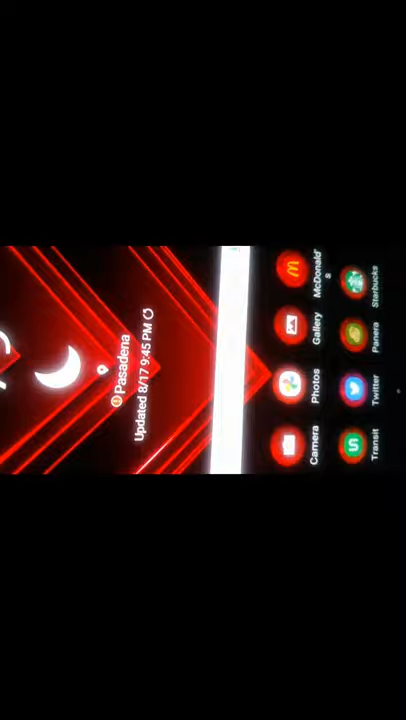 Pasadena
Updated 8/17 9:45 PM
Camera
Photos
Gallery
McDonald'
s
Transit
Twitter
Panera
Starbucks